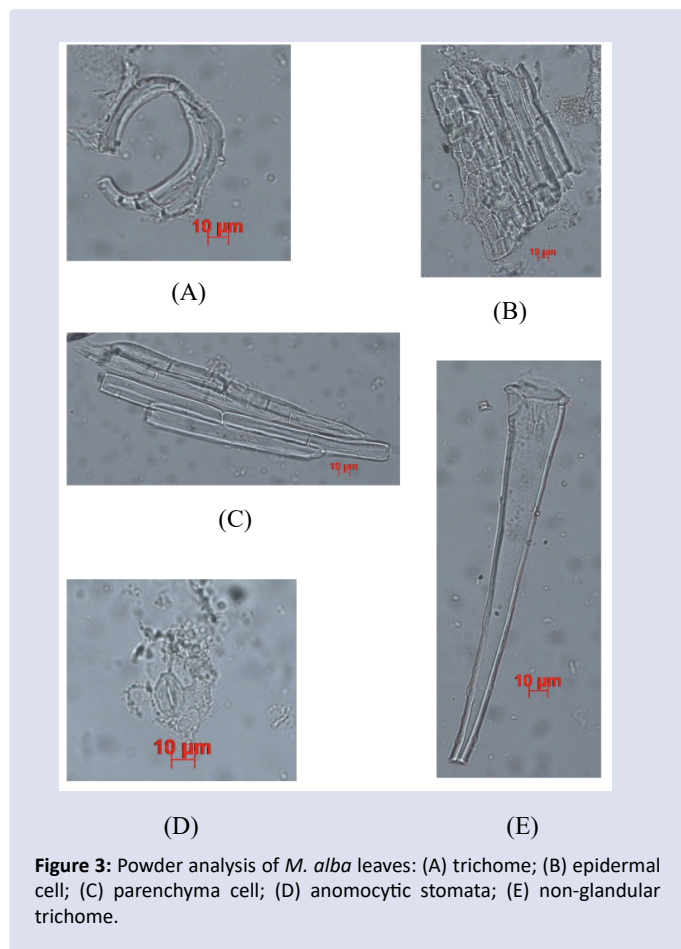 10 µm
(A)
10 µm
(B)
10 µm
(C)
10 µm
(D)
10 µm
(E)
Figure 3: Powder analysis of M. alba leaves: (A) trichome; (B) epidermal
cell; (C) parenchyma cell; (D) anomocytic stomata; (E) non-glandular
trichome.